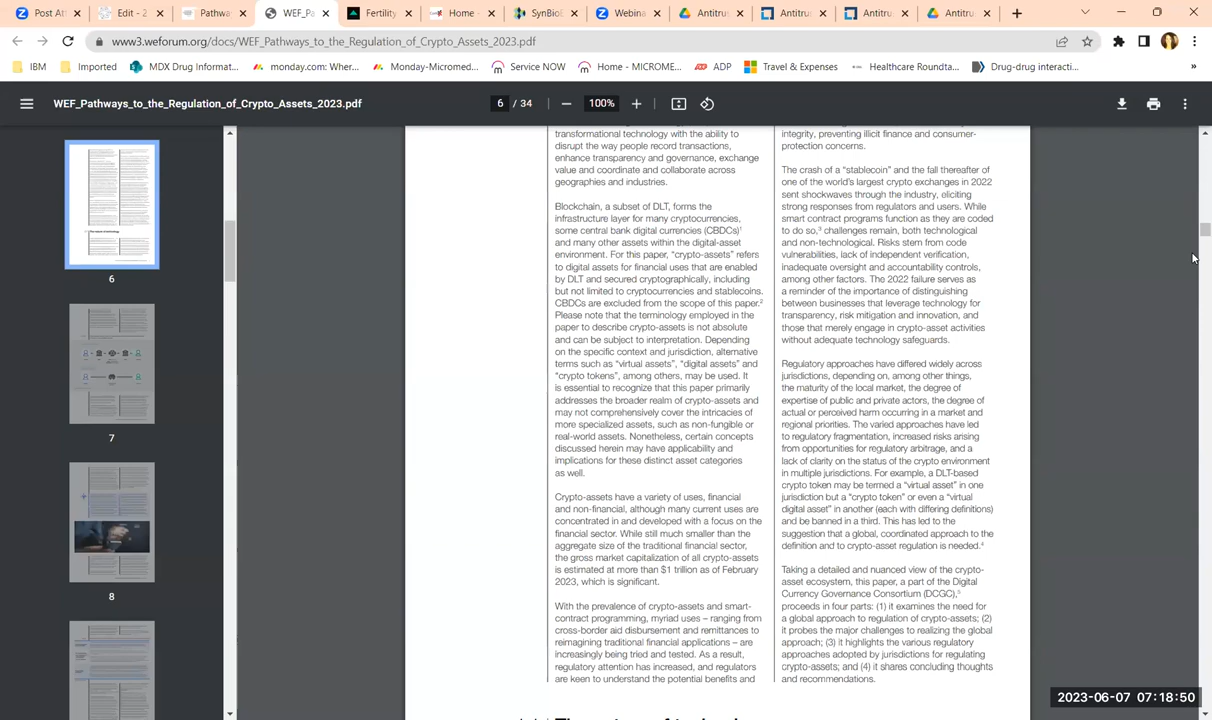 Post Att
Edit - 2
Pathway
WEF_Pa
Fertility
Home -
SynBioE
Webina
Antitrus
Antitrus
Antitrus
Antitrus
www3.weforum.org/docs/WEF_Pathways_to_the_Regulation_of_Crypto_Assets_2023.pdf
IBM
Imported
MDX Drug Informat...
monday.com: Wher...
Monday-Micromed...
Service NOW
Home - MICROME...
ADP
Travel & Expenses
Healthcare Roundta...
Drug-drug interacti...
»
WEF_Pathways_to_the_Regulation_of_Crypto_Assets_2023.pdf
6 / 34
100%
6
7
8
transformational technology with the ability to
disrupt the way people record transactions,
enhance transparency and governance, exchange
value and coordinate and collaborate across
geographies and industries.
Blockchain, a subset of DLT, forms the
infrastructure layer for many cryptocurrencies,
some central bank digital currencies (CBDCs)¹
and many other assets within the digital-asset
environment. For this paper, “crypto-assets” refers
to digital assets for financial uses that are enabled
by DLT and secured cryptographically, including
but not limited to cryptocurrencies and stablecoins.
CBDCs are excluded from the scope of this paper.²
Please note that the terminology employed in the
paper to describe crypto-assets is not absolute
and can be subject to interpretation. Depending
on the specific context and jurisdiction, alternative
terms such as “virtual assets”, “digital assets” and
“crypto tokens”, among others, may be used. It
is essential to recognize that this paper primarily
addresses the broader realm of crypto-assets and
may not comprehensively cover the intricacies of
more specialized assets, such as non-fungible or
real-world assets. Nonetheless, certain concepts
discussed herein may have applicability and
implications for these distinct asset categories
as well.
Crypto-assets have a variety of uses, financial
and non-financial, although many current uses are
concentrated in and developed with a focus on the
financial sector. While still much smaller than the
aggregate size of the traditional financial sector,
the gross market capitalization of all crypto-assets
is estimated at more than $1 trillion as of February
2023, which is significant.
With the prevalence of crypto-assets and smart-
contract programming, myriad uses – ranging from
cross-border aid disbursement and remittances to
reimagining traditional financial applications – are
increasingly being tried and tested. As a result,
regulatory attention has increased, and regulators
are keen to understand the potential benefits and
integrity, preventing illicit finance and consumer-
protection concerns.
The crash of a “stablecoin” and the fall thereafter of
one of the world’s largest crypto exchanges in 2022
sent shockwaves through the industry, eliciting
strong responses from regulators and users. While
smart contract programs function as they are coded
to do so,³ challenges remain, both technological
and non-technological. Risks stem from code
vulnerabilities, lack of independent verification,
inadequate oversight and accountability controls,
among other factors. The 2022 failure serves as
a reminder of the importance of distinguishing
between businesses that leverage technology for
transparency, risk mitigation and innovation, and
those that merely engage in crypto-asset activities
without adequate technology safeguards.
Regulatory approaches have differed widely across
jurisdictions, depending on, among other things,
the maturity of the local market, the degree of
expertise of public and private actors, the degree of
actual or perceived harm occurring in a market and
regional priorities. The varied approaches have led
to regulatory fragmentation, increased risks arising
from opportunities for regulatory arbitrage, and a
lack of clarity on the status of the crypto environment
in multiple jurisdictions. For example, a DLT-based
crypto token may be termed a “virtual asset” in one
jurisdiction but a “crypto token” or even a “virtual
digital asset” in another (each with differing definitions)
and be banned in a third. This has led to the
suggestion that a global, coordinated approach to the
definition and to crypto-asset regulation is needed.⁴
Taking a detailed and nuanced view of the crypto-
asset ecosystem, this paper, a part of the Digital
Currency Governance Consortium (DCGC),⁵
proceeds in four parts: (1) it examines the need for
a global approach to regulation of crypto-assets; (2)
it probes the major challenges to realizing the global
approach; (3) it highlights the various regulatory
approaches adopted by jurisdictions for regulating
crypto-assets; and (4) it shares concluding thoughts
and recommendations.
2023-06-07 07:18:50